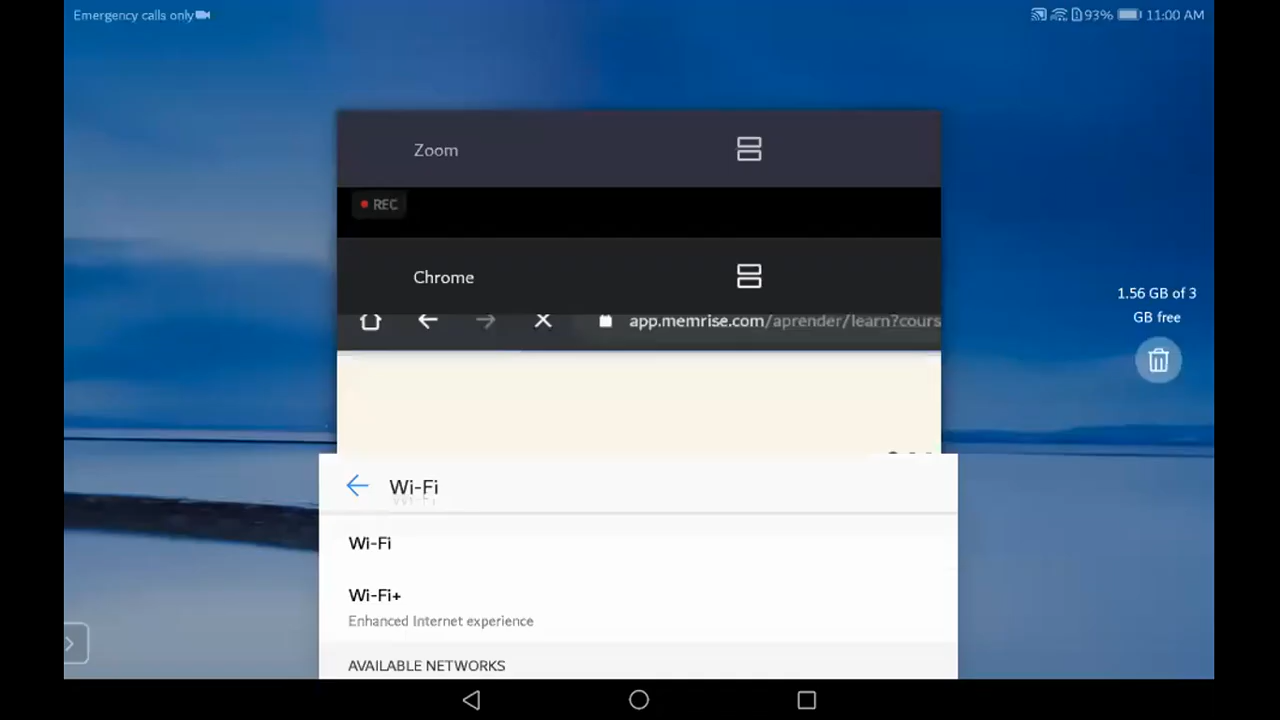 Emergency calls only
93% 11:00 AM
Zoom
REC
Chrome
app.memrise.com/aprender/learn?cours
1.56 GB of 3
GB free
Wi-Fi
Wi-Fi
Wi-Fi+
Enhanced Internet experience
AVAILABLE NETWORKS